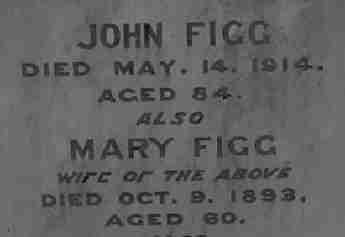 JOHN FIGG
DIED MAY. 14. 1914.
AGED 84.
ALSO
MARY FIGG
WIFE OF THE ABOVE
DIED OCT. 9. 1893.
AGED 60.
ALSO